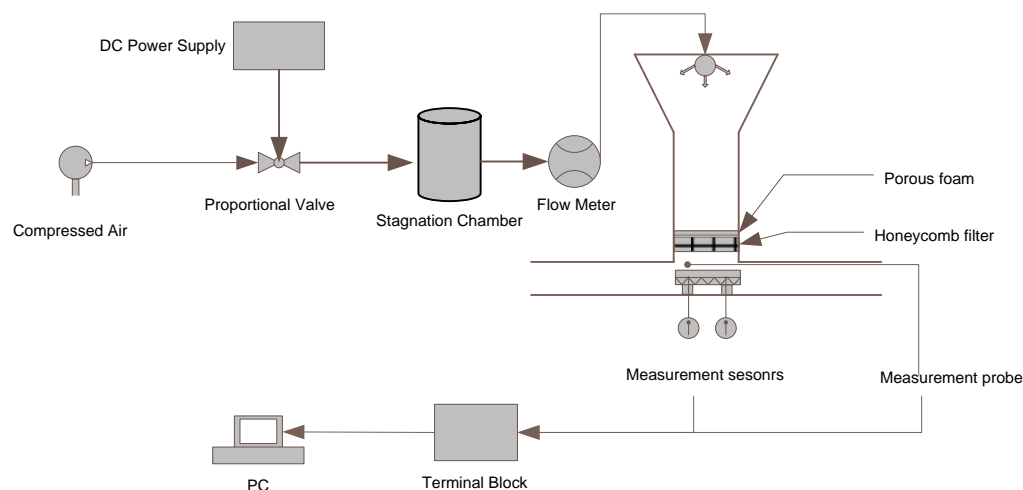 DC Power Supply
Porous foam
Proportional Valve
Stagnation Chamber
Flow Meter
Compressed Air
Honeycomb filter
Measurement sesonrs
Measurement probe
PC
Terminal Block